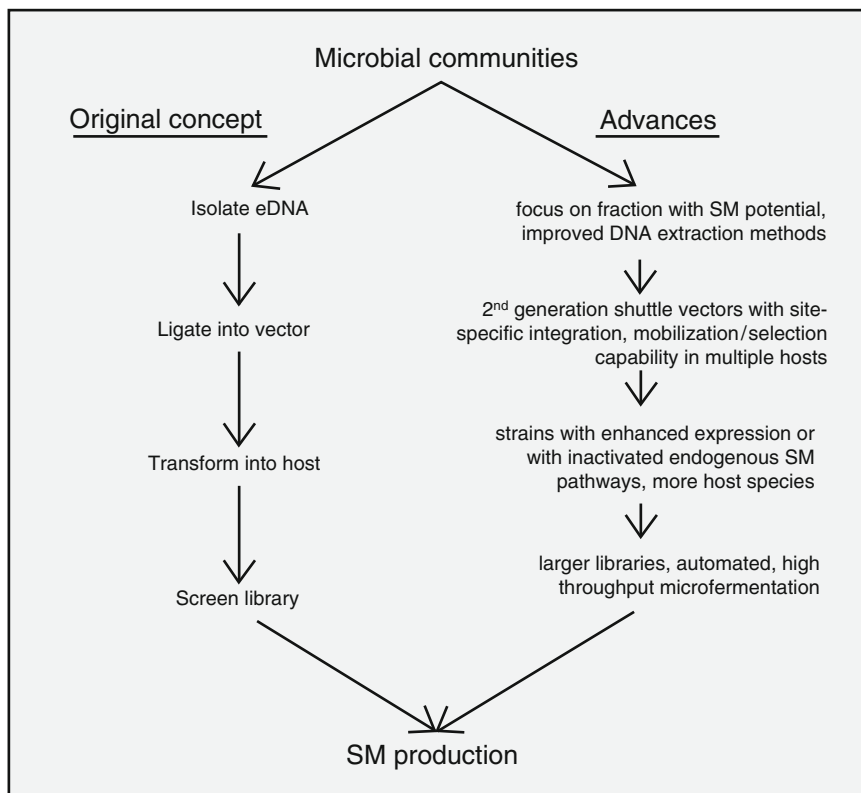 Microbial communities
Original concept
Advances
Isolate eDNA
focus on fraction with SM potential,
improved DNA extraction methods
Ligate into vector
2nd generation shuttle vectors with site-
specific integration, mobilization/selection
capability in multiple hosts
Transform into host
strains with enhanced expression or
with inactivated endogenous SM
pathways, more host species
Screen library
larger libraries, automated, high
throughput microfermentation
SM production